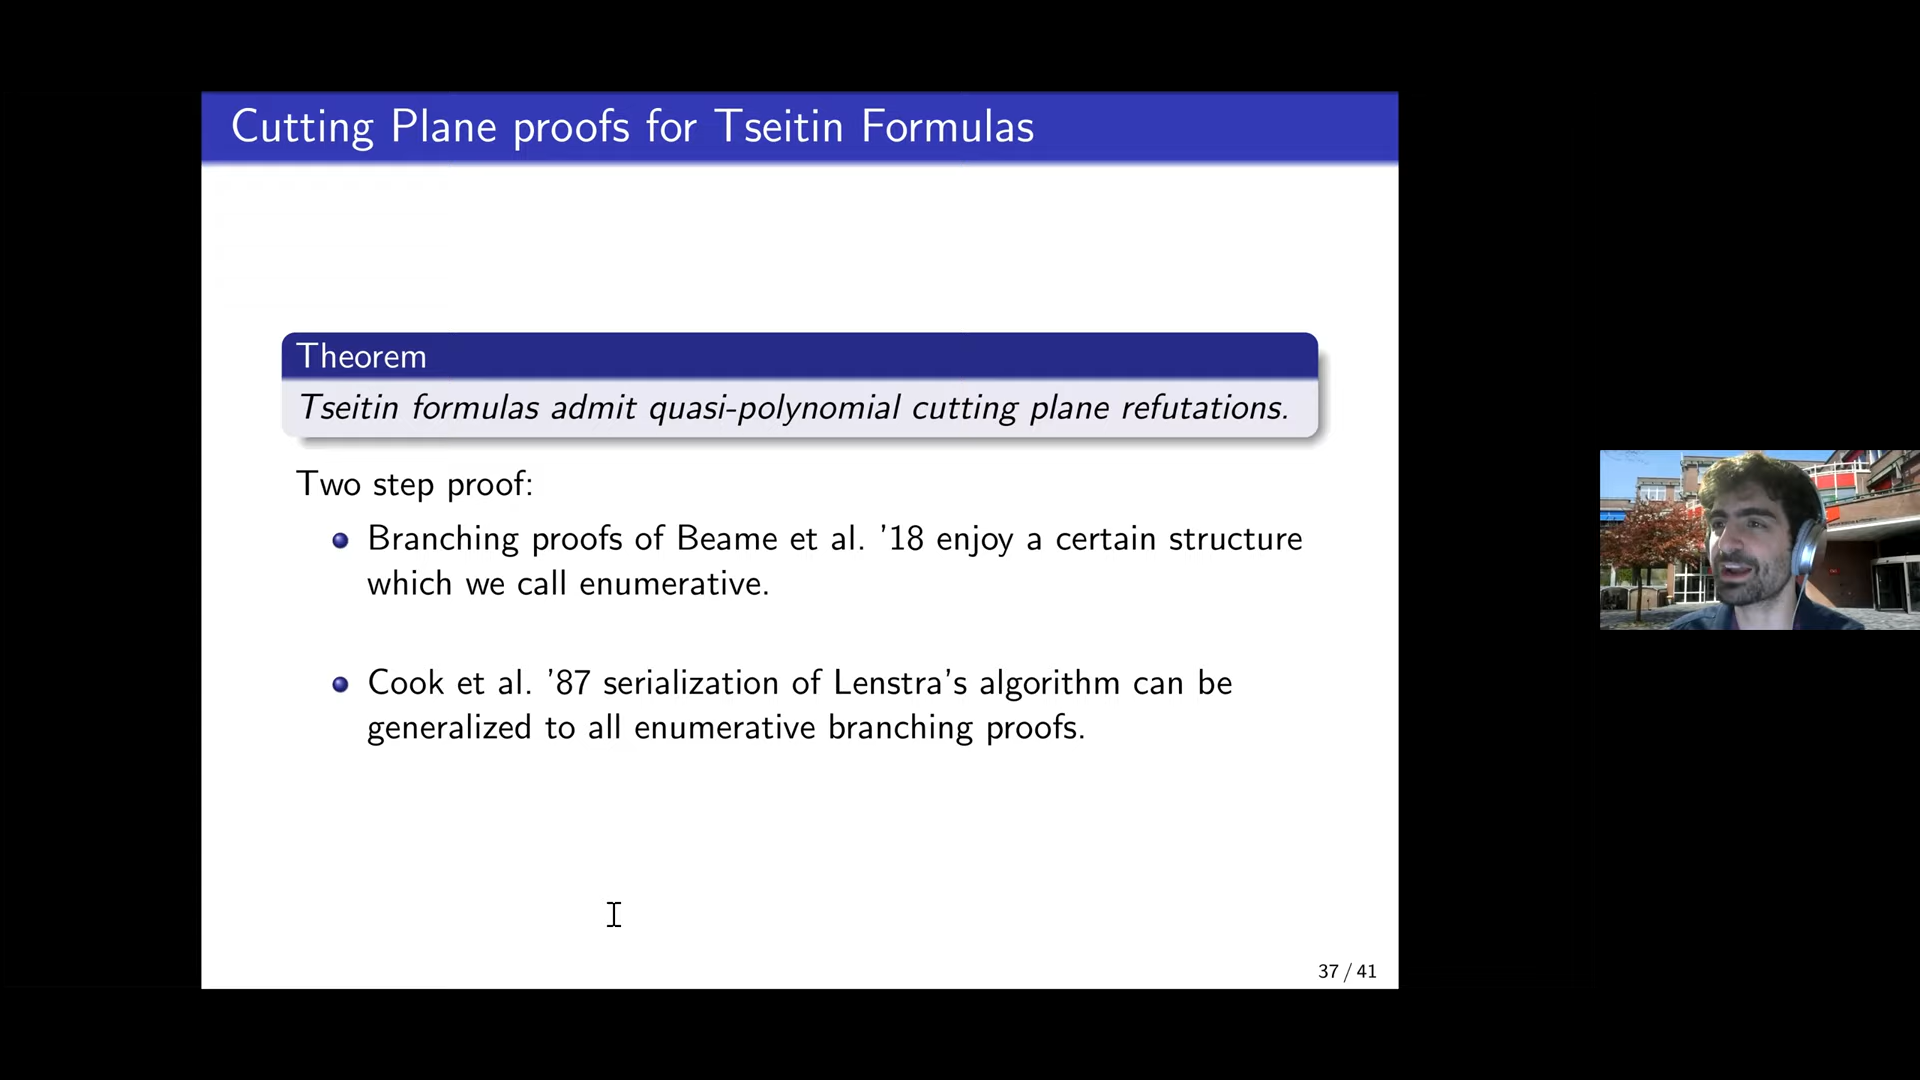 Cutting Plane proofs for Tseitin Formulas
Theorem
Tseitin formulas admit quasi-polynomial cutting plane refutations.
Two step proof:
Branching proofs of Beame et al. '18 enjoy a certain structure
which we call enumerative.
Cook et al. '87 serialization of Lenstra's algorithm can be
generalized to all enumerative branching proofs.
37 / 41